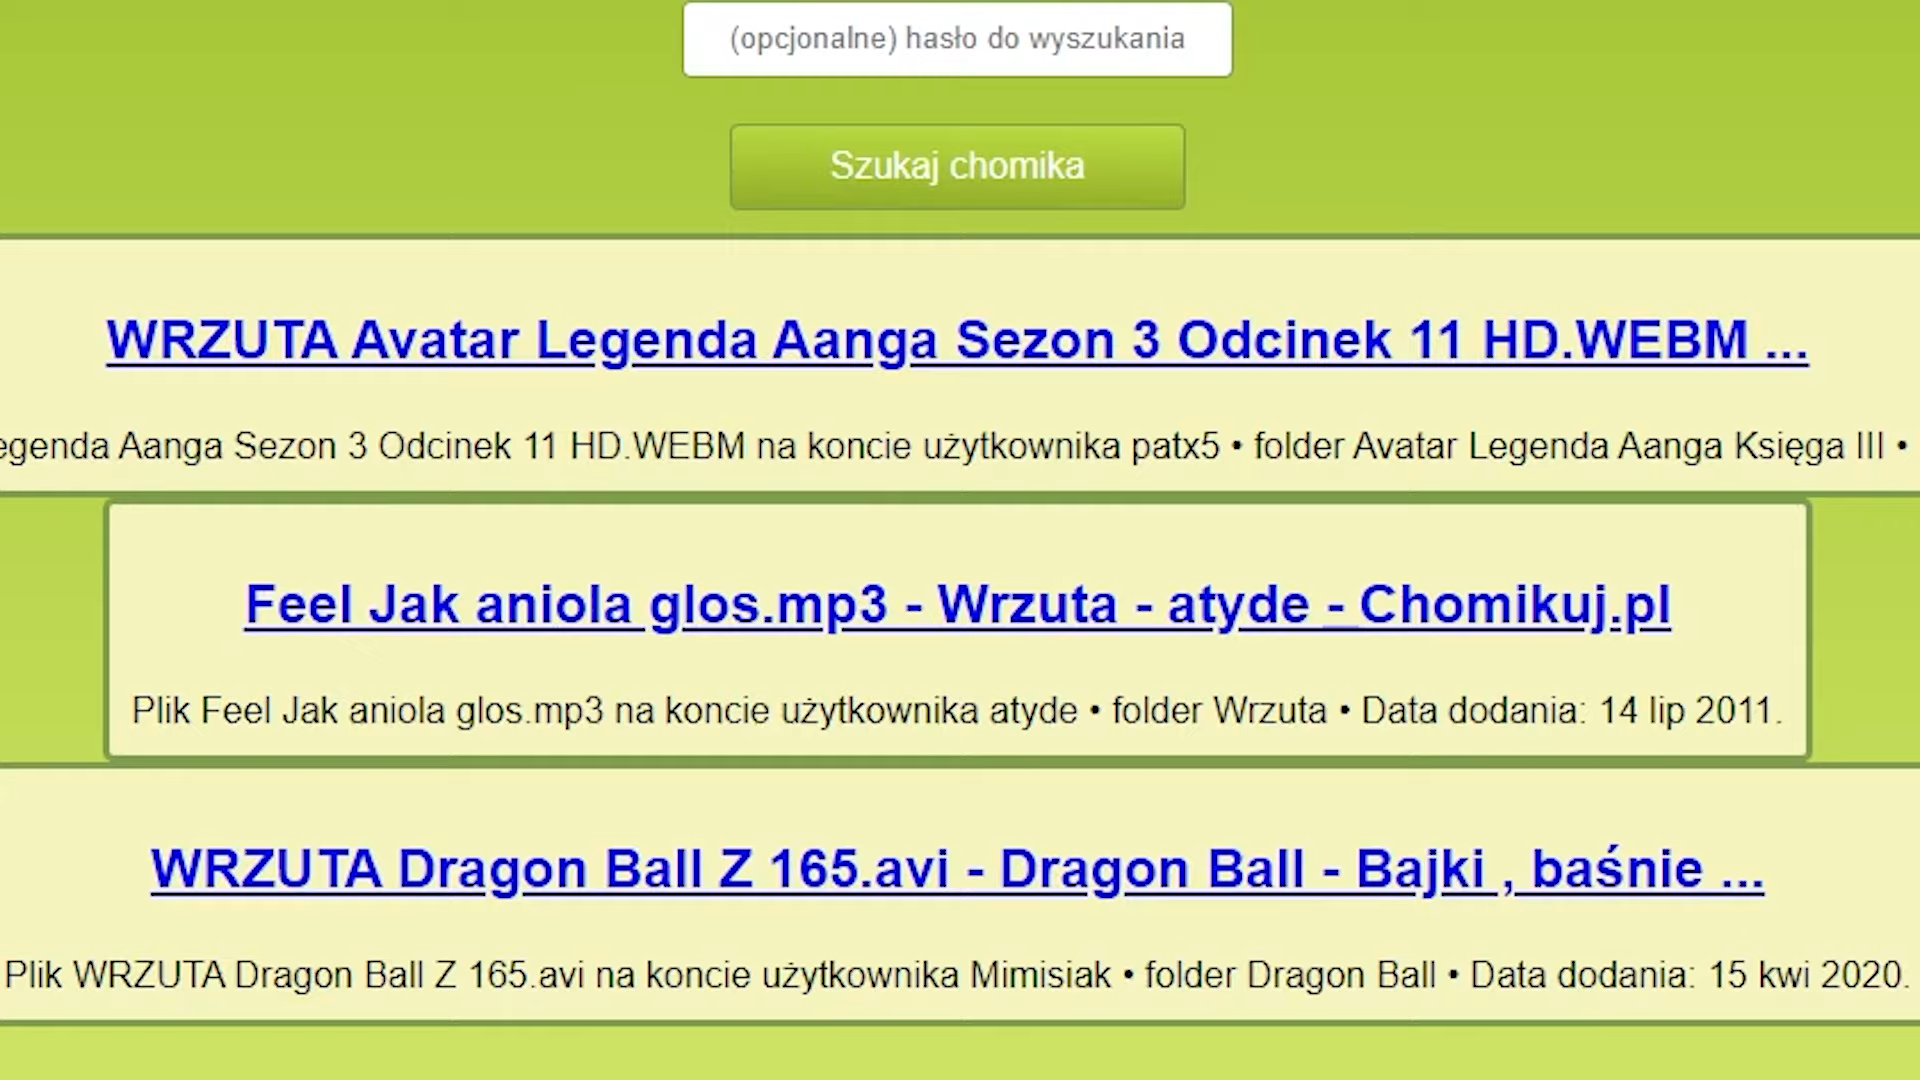 (opcjonalne) hasło do wyszukania
Szukaj chomika
WRZUTA Avatar Legenda Aanga Sezon 3 Odcinek 11 HD.WEBM ...
Aanga Sezon 3 Odcinek 11 HD.WEBM na koncie użytkownika patx5 • folder Avatar Legenda Aanga Księga III •
Feel Jak aniola glos.mp3 - Wrzuta - atyde - Chomikuj.pl
Plik Feel Jak aniola glos.mp3 na koncie użytkownika atyde • folder Wrzuta • Data dodania: 14 lip 2011.
WRZUTA Dragon Ball Z 165.avi - Dragon Ball - Bajki , baśnie ...
Plik WRZUTA Dragon Ball Z 165.avi na koncie użytkownika Mimisiak • folder Dragon Ball • Data dodania: 15 kwi 2020.